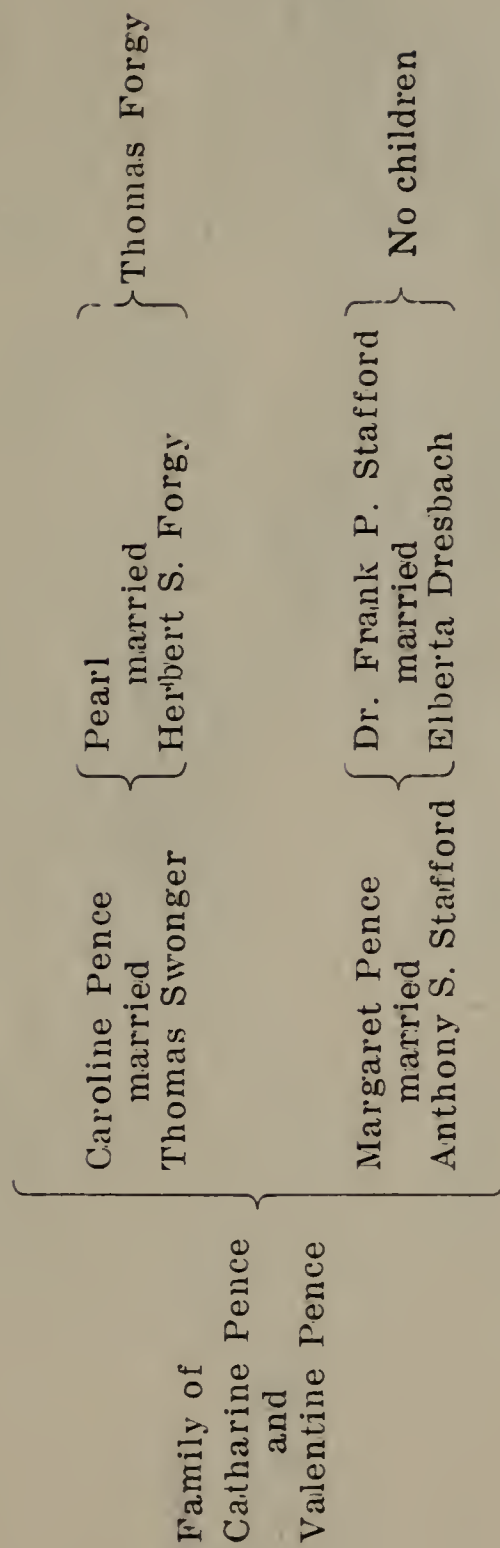 Family of
Catharine Pence
and
Valentine Pence
Caroline Pence
married
Thomas Swonger
Pearl
married
Herbert S. Forgy
Thomas Forgy
Margaret Pence
married
Anthony S. Stafford
Dr. Frank P. Stafford
married
Elberta Dresbach
No children